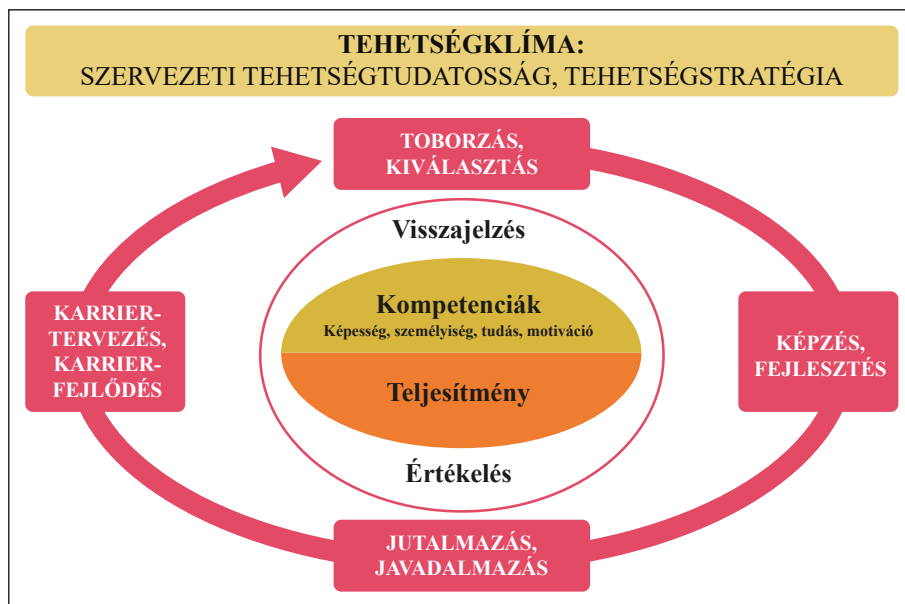 TEHETSÉGKLÍMA:
SZERVEZETI TEHETSÉGTUDATOSSÁG, TEHETSÉGSTRATÉGIA
TOBORZÁS,
KIVÁLASZTÁS
Visszajelzés
Kompetenciák
Képesség, személyiség, tudás, motiváció
KARRIER-
TERVEZÉS,
KARRIER-
FEJLŐDÉS
KÉPZÉS,
FEJLESZTÉS
Teljesítmény
Értékelés
JUTALMAZÁS,
JAVADALMAZÁS